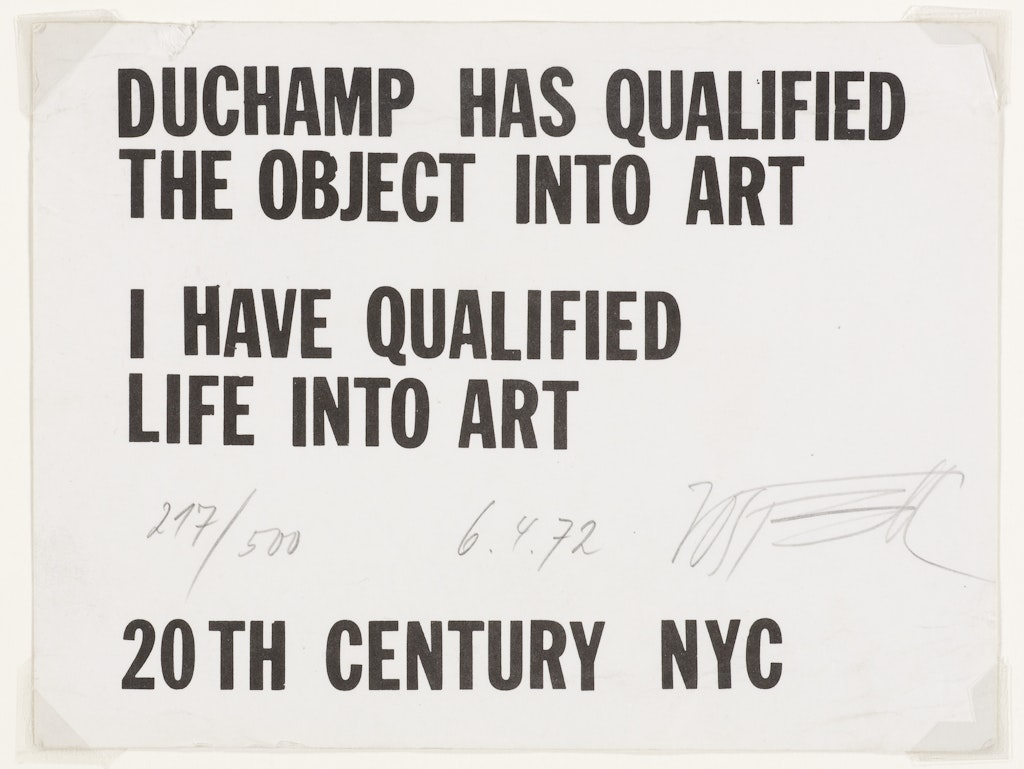 DUCHAMP HAS QUALIFIED
THE OBJECT INTO ART
I HAVE QUALIFIED
LIFE INTO ART
217/500 6.4.72
20TH CENTURY NYC